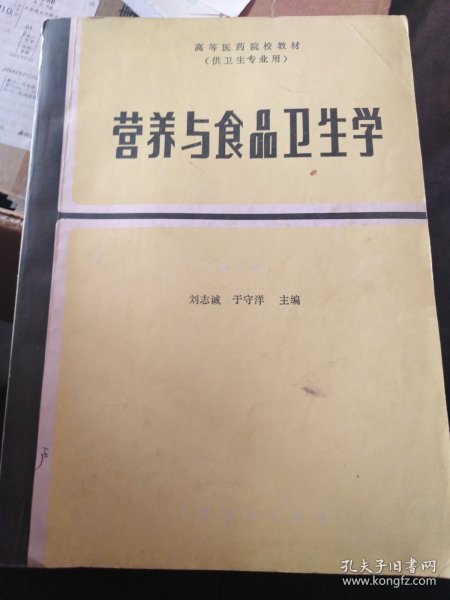 高等医药院校教材
（供卫生专业用）
营养与食品卫生学
刘志诚 于守洋 主编
卢
孔夫子旧书网
www.kongfz.com